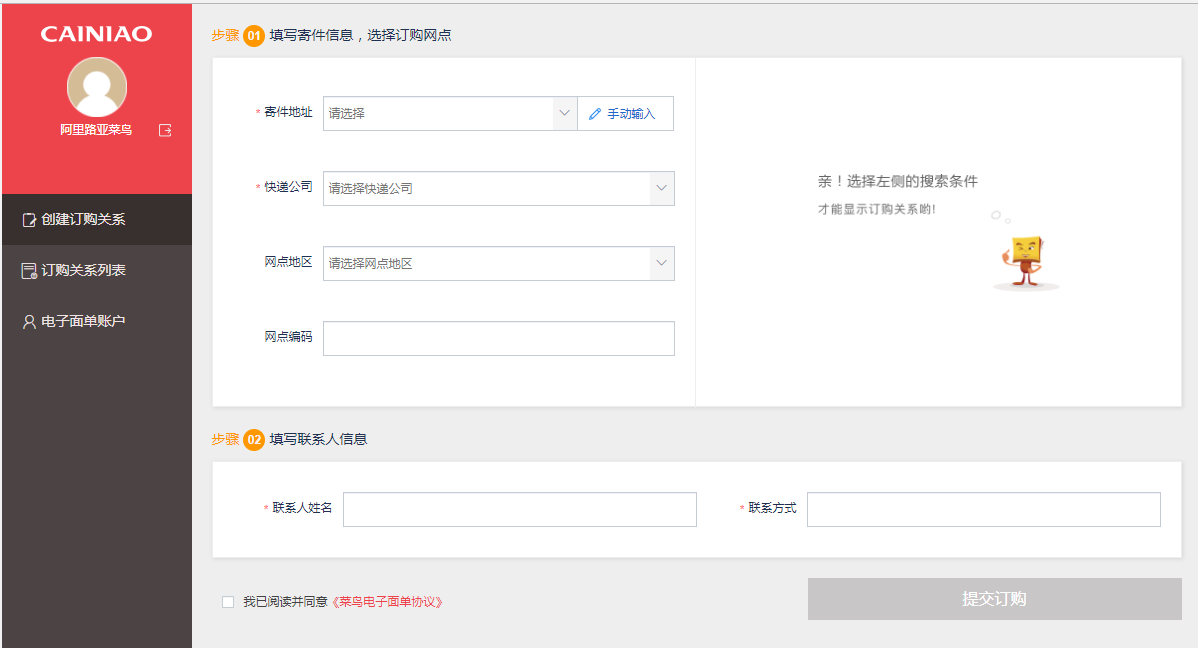 CAINIAO
阿里路亚菜鸟
创建订购关系
订购关系列表
电子面单账户
步骤 01 填写寄件信息，选择订购网点
* 寄件地址 请选择 手动输入
* 快递公司 请选择快递公司
网点地区 请选择网点地区
网点编码
亲！选择左侧的搜索条件
才能显示订购关系哟!
步骤 02 填写联系人信息
* 联系人姓名 * 联系方式
我已阅读并同意《菜鸟电子面单协议》
提交订购